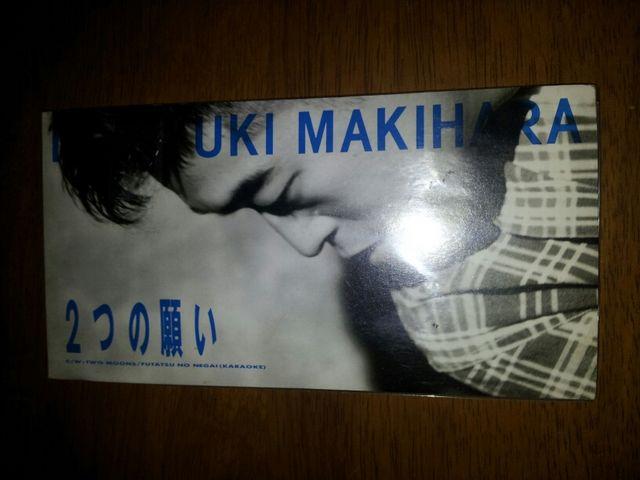 UKI MAKIHARA
2つの願い
C/W:TWO MOONS/FUTATSU NO NEGAI(KARAOKE)